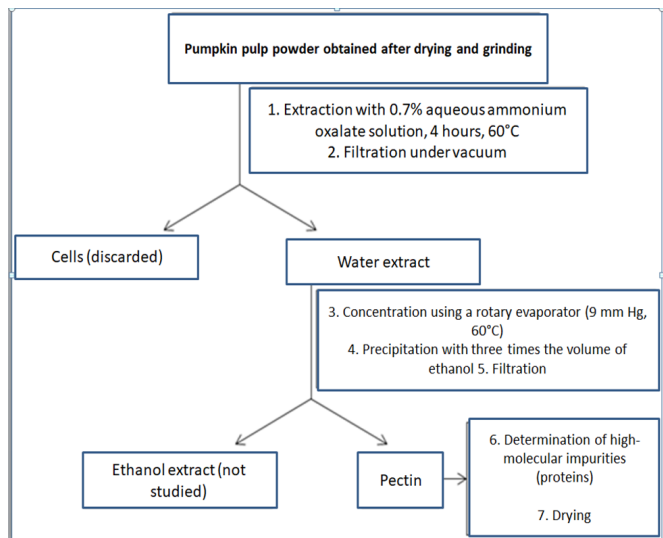 Pumpkin pulp powder obtained after drying and grinding
1. Extraction with 0.7% aqueous ammonium
oxalate solution, 4 hours, 60°C
2. Filtration under vacuum
Cells (discarded)
Water extract
3. Concentration using a rotary evaporator (9 mm Hg,
60°C)
4. Precipitation with three times the volume of
ethanol 5. Filtration
Ethanol extract (not
studied)
Pectin
6. Determination of high-
molecular impurities
(proteins)
7. Drying